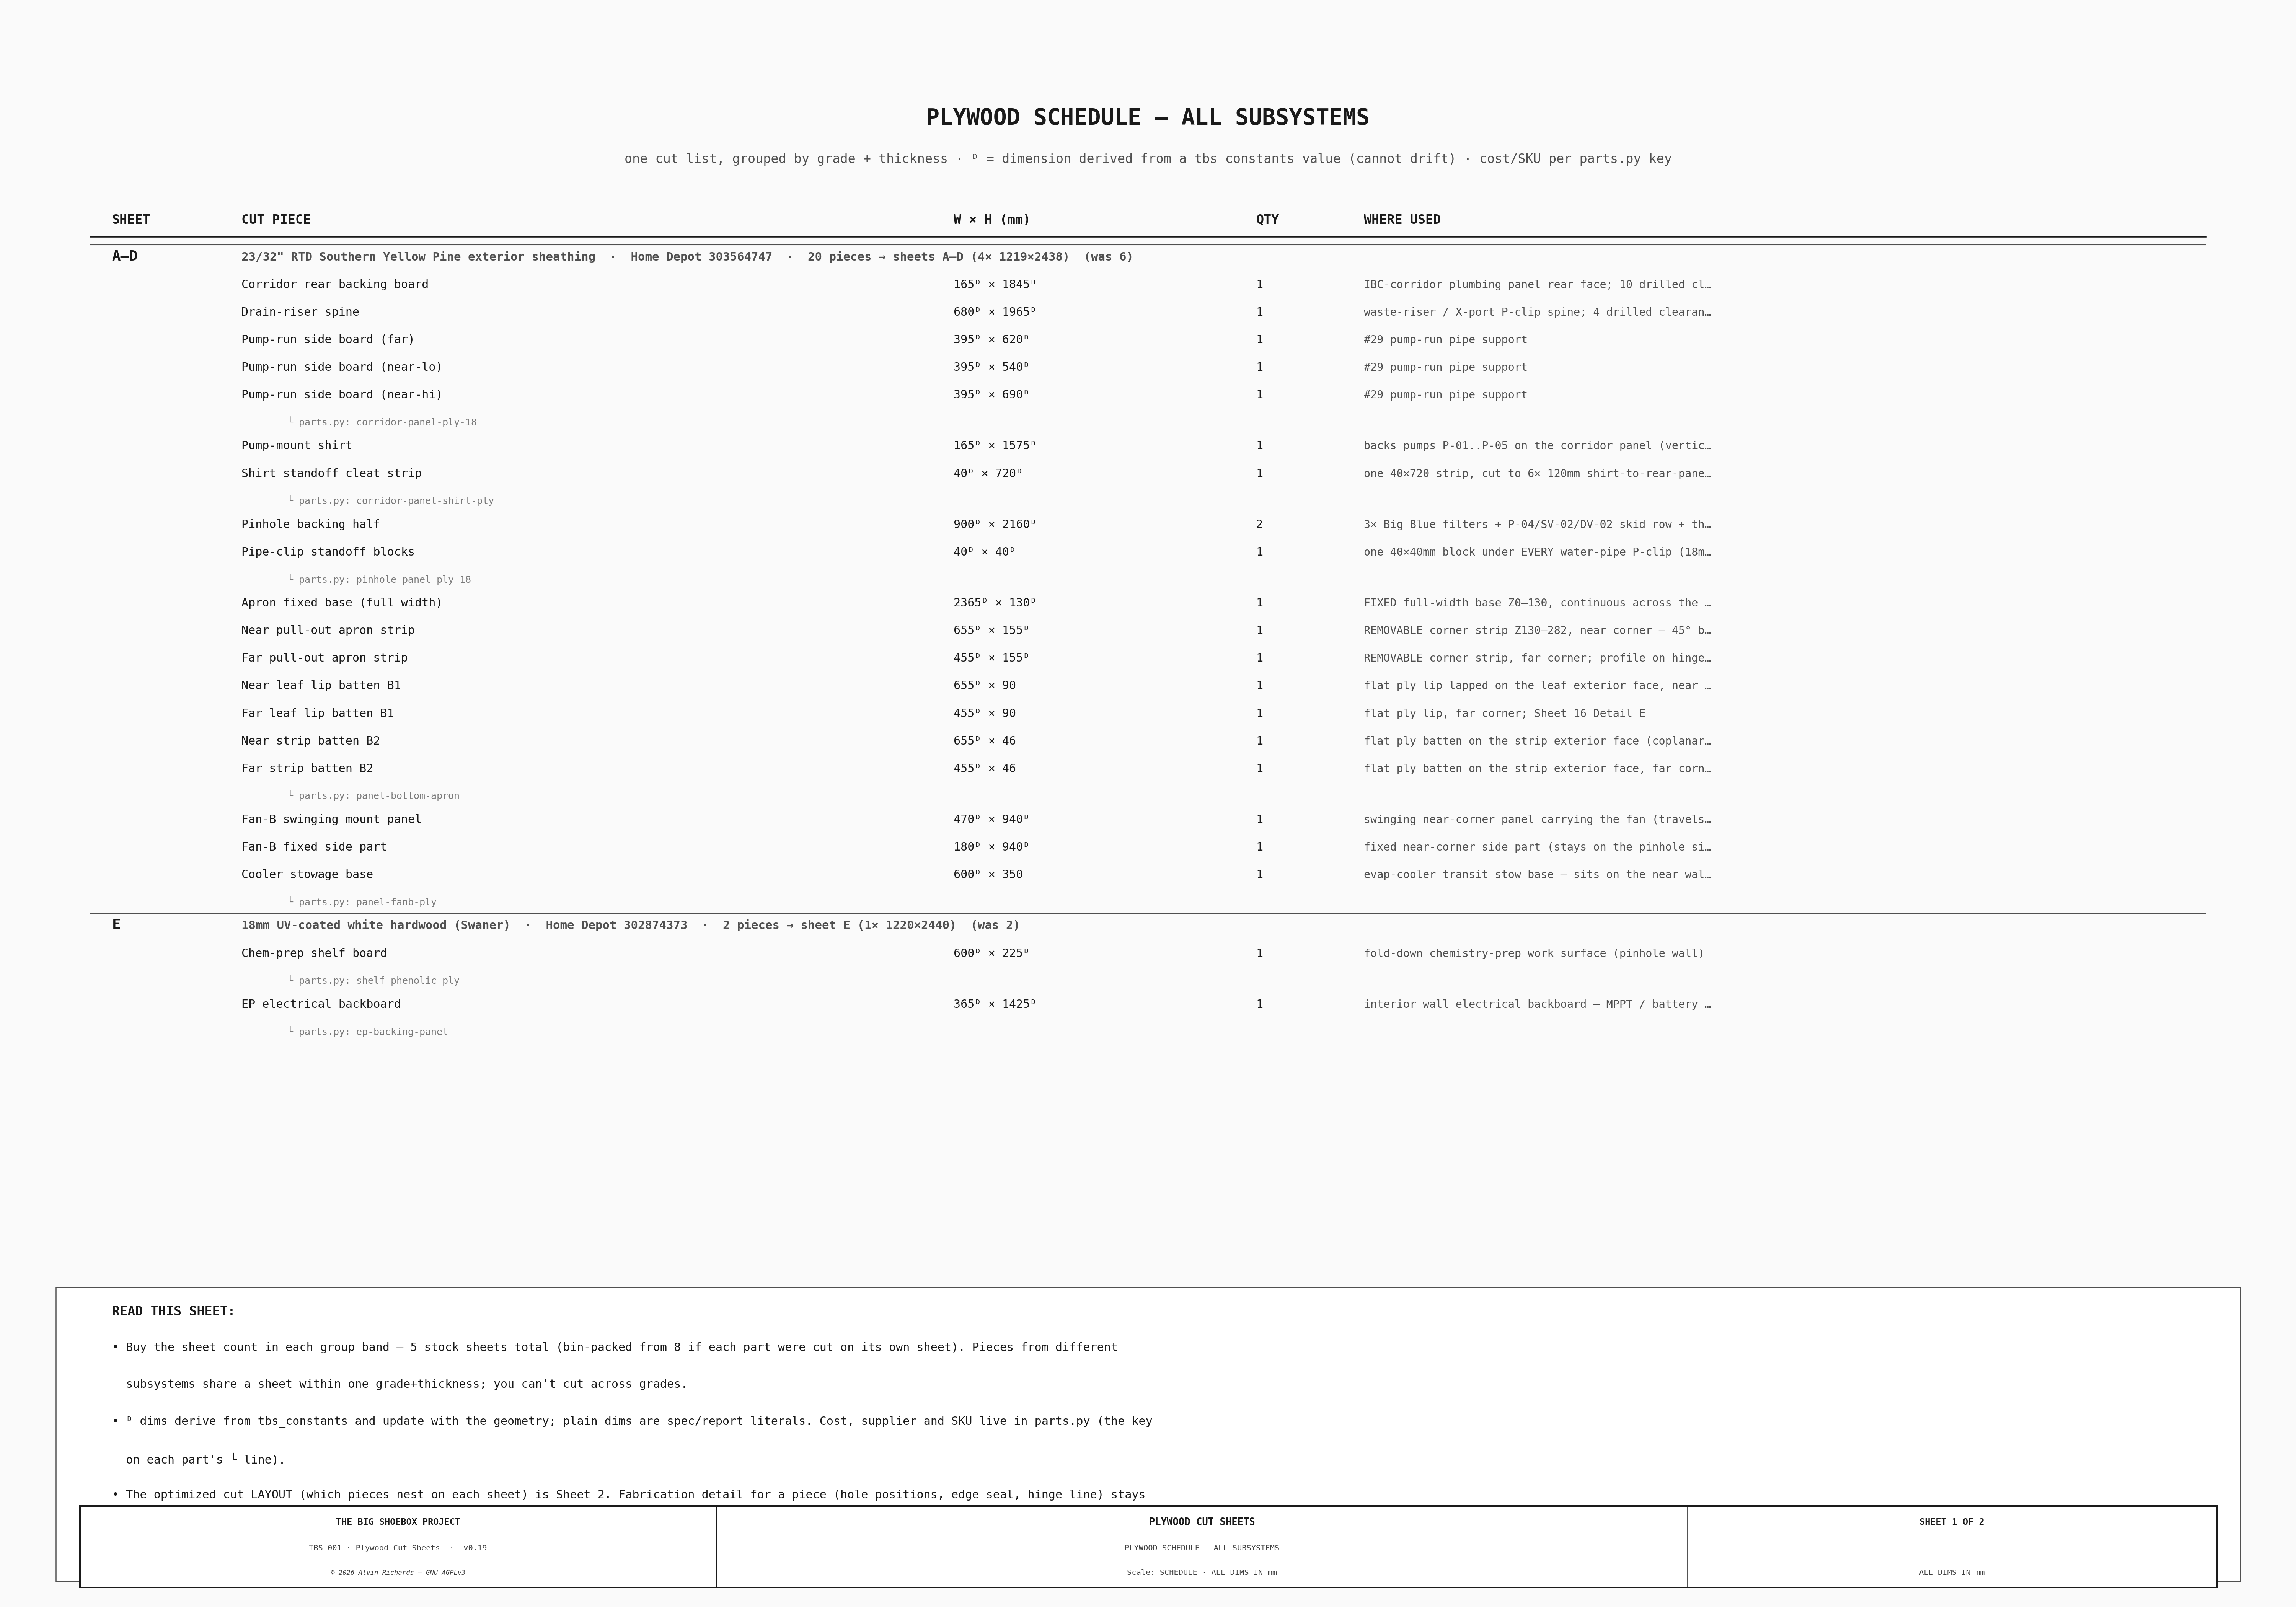 PLYWOOD SCHEDULE — ALL SUBSYSTEMS
one cut list, grouped by grade + thickness · ᴰ = dimension derived from a tbs_constants value (cannot drift) · cost/SKU per parts.py key
SHEET CUT PIECE W × H (mm) QTY WHERE USED
A–D 23/32" RTD Southern Yellow Pine exterior sheathing · Home Depot 303564747 · 20 pieces → sheets A–D (4× 1219×2438) (was 6)
Corridor rear backing board 165ᴰ × 1845ᴰ 1 IBC-corridor plumbing panel rear face; 10 drilled cl…
Drain-riser spine 680ᴰ × 1965ᴰ 1 waste-riser / X-port P-clip spine; 4 drilled clearan…
Pump-run side board (far) 395ᴰ × 620ᴰ 1 #29 pump-run pipe support
Pump-run side board (near-lo) 395ᴰ × 540ᴰ 1 #29 pump-run pipe support
Pump-run side board (near-hi) 395ᴰ × 690ᴰ 1 #29 pump-run pipe support
└ parts.py: corridor-panel-ply-18
Pump-mount shirt 165ᴰ × 1575ᴰ 1 backs pumps P-01..P-05 on the corridor panel (vertic…
Shirt standoff cleat strip 40ᴰ × 720ᴰ 1 one 40×720 strip, cut to 6× 120mm shirt-to-rear-pane…
└ parts.py: corridor-panel-shirt-ply
Pinhole backing half 900ᴰ × 2160ᴰ 2 3× Big Blue filters + P-04/SV-02/DV-02 skid row + th…
Pipe-clip standoff blocks 40ᴰ × 40ᴰ 1 one 40×40mm block under EVERY water-pipe P-clip (18m…
└ parts.py: pinhole-panel-ply-18
Apron fixed base (full width) 2365ᴰ × 130ᴰ 1 FIXED full-width base Z0–130, continuous across the …
Near pull-out apron strip 655ᴰ × 155ᴰ 1 REMOVABLE corner strip Z130–282, near corner — 45° b…
Far pull-out apron strip 455ᴰ × 155ᴰ 1 REMOVABLE corner strip, far corner; profile on hinge…
Near leaf lip batten B1 655ᴰ × 90 1 flat ply lip lapped on the leaf exterior face, near …
Far leaf lip batten B1 455ᴰ × 90 1 flat ply lip, far corner; Sheet 16 Detail E
Near strip batten B2 655ᴰ × 46 1 flat ply batten on the strip exterior face (coplanar…
Far strip batten B2 455ᴰ × 46 1 flat ply batten on the strip exterior face, far corn…
└ parts.py: panel-bottom-apron
Fan-B swinging mount panel 470ᴰ × 940ᴰ 1 swinging near-corner panel carrying the fan (travels…
Fan-B fixed side part 180ᴰ × 940ᴰ 1 fixed near-corner side part (stays on the pinhole si…
Cooler stowage base 600ᴰ × 350 1 evap-cooler transit stow base — sits on the near wal…
└ parts.py: panel-fanb-ply
E 18mm UV-coated white hardwood (Swaner) · Home Depot 302874373 · 2 pieces → sheet E (1× 1220×2440) (was 2)
Chem-prep shelf board 600ᴰ × 225ᴰ 1 fold-down chemistry-prep work surface (pinhole wall)
└ parts.py: shelf-phenolic-ply
EP electrical backboard 365ᴰ × 1425ᴰ 1 interior wall electrical backboard — MPPT / battery …
└ parts.py: ep-backing-panel
READ THIS SHEET:
• Buy the sheet count in each group band — 5 stock sheets total (bin-packed from 8 if each part were cut on its own sheet). Pieces from different
subsystems share a sheet within one grade+thickness; you can't cut across grades.
• ᴰ dims derive from tbs_constants and update with the geometry; plain dims are spec/report literals. Cost, supplier and SKU live in parts.py (the key
on each part's └ line).
• The optimized cut LAYOUT (which pieces nest on each sheet) is Sheet 2. Fabrication detail for a piece (hole positions, edge seal, hinge line) stays
THE BIG SHOEBOX PROJECT PLYWOOD CUT SHEETS SHEET 1 OF 2
TBS-001 · Plywood Cut Sheets · v0.19 PLYWOOD SCHEDULE — ALL SUBSYSTEMS
© 2026 Alvin Richards — GNU AGPLv3 Scale: SCHEDULE · ALL DIMS IN mm ALL DIMS IN mm